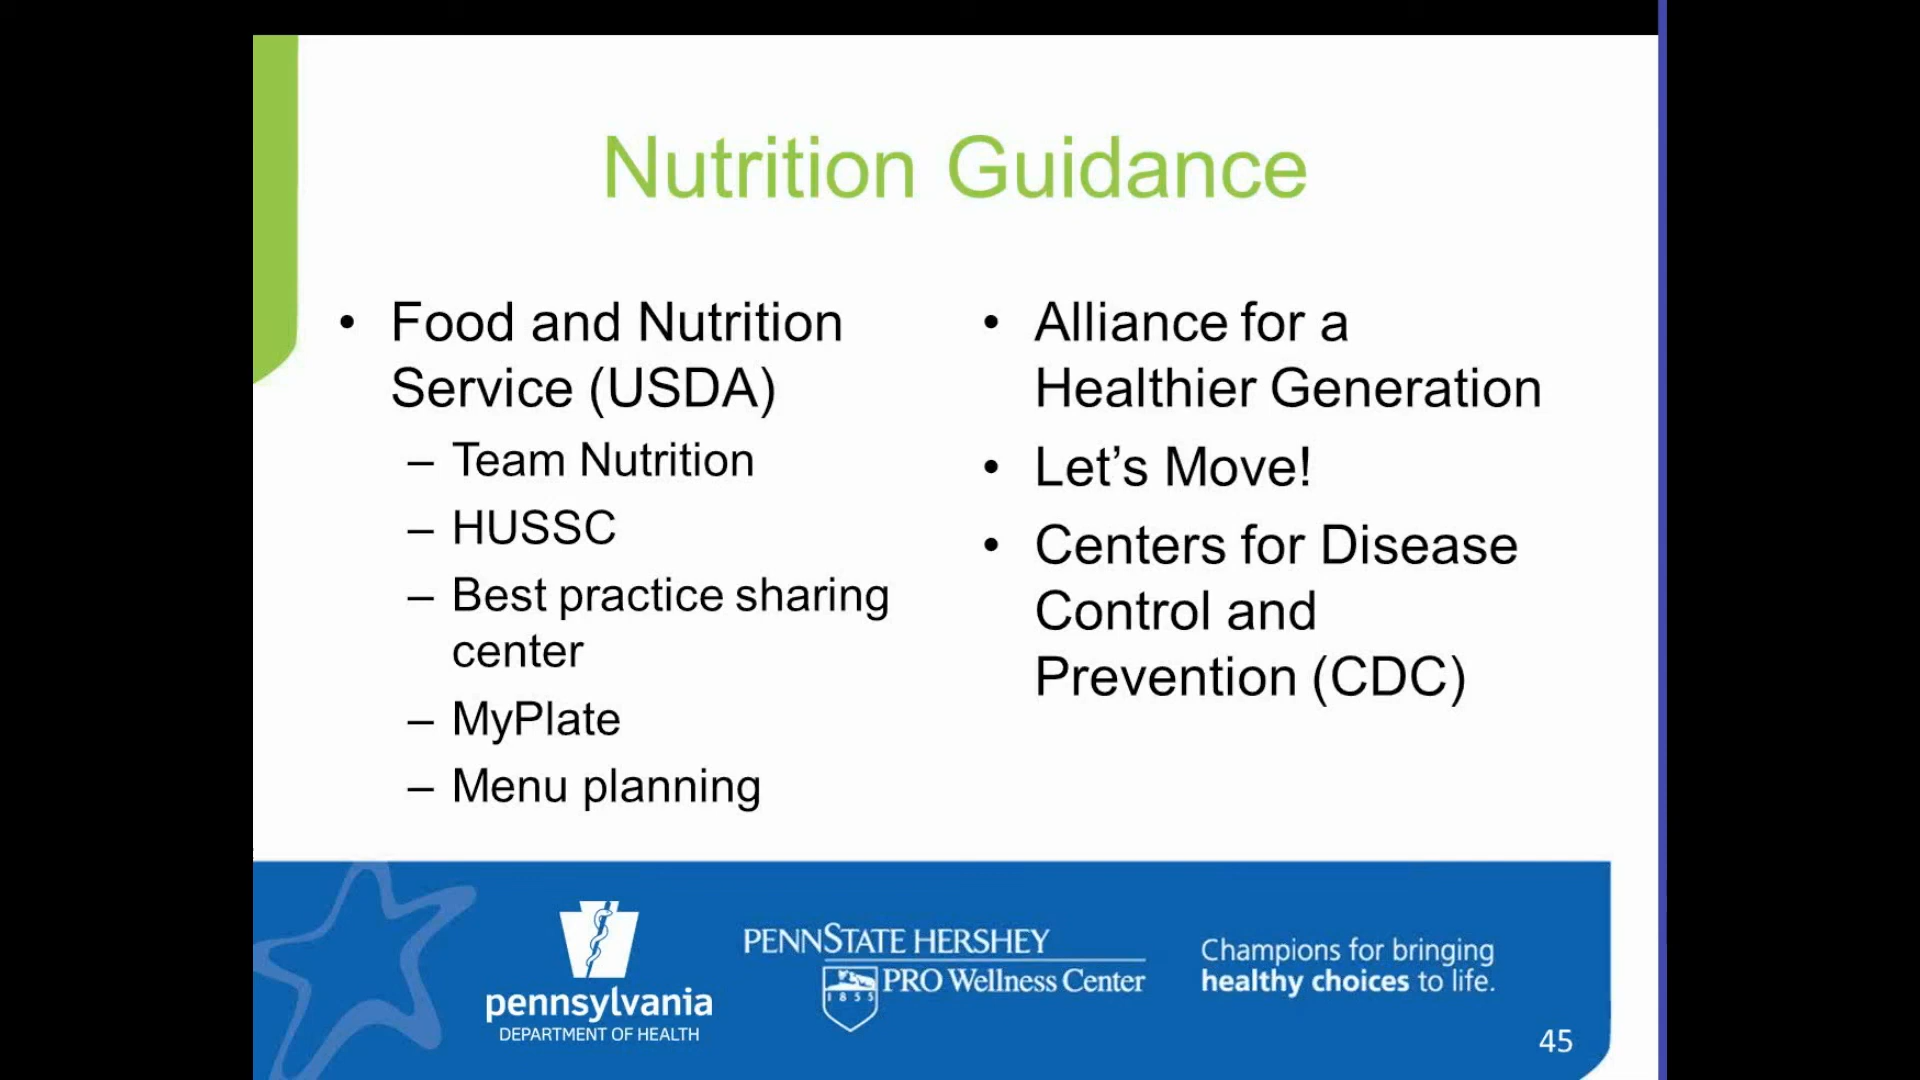 Nutrition Guidance
• Food and Nutrition
Service (USDA)
– Team Nutrition
– HUSSC
– Best practice sharing
center
– MyPlate
– Menu planning
• Alliance for a
Healthier Generation
• Let’s Move!
• Centers for Disease
Control and
Prevention (CDC)
pennsylvania
DEPARTMENT OF HEALTH
PENNSTATE HERSHEY
PRO Wellness Center
1855
Champions for bringing
healthy choices to life.
45